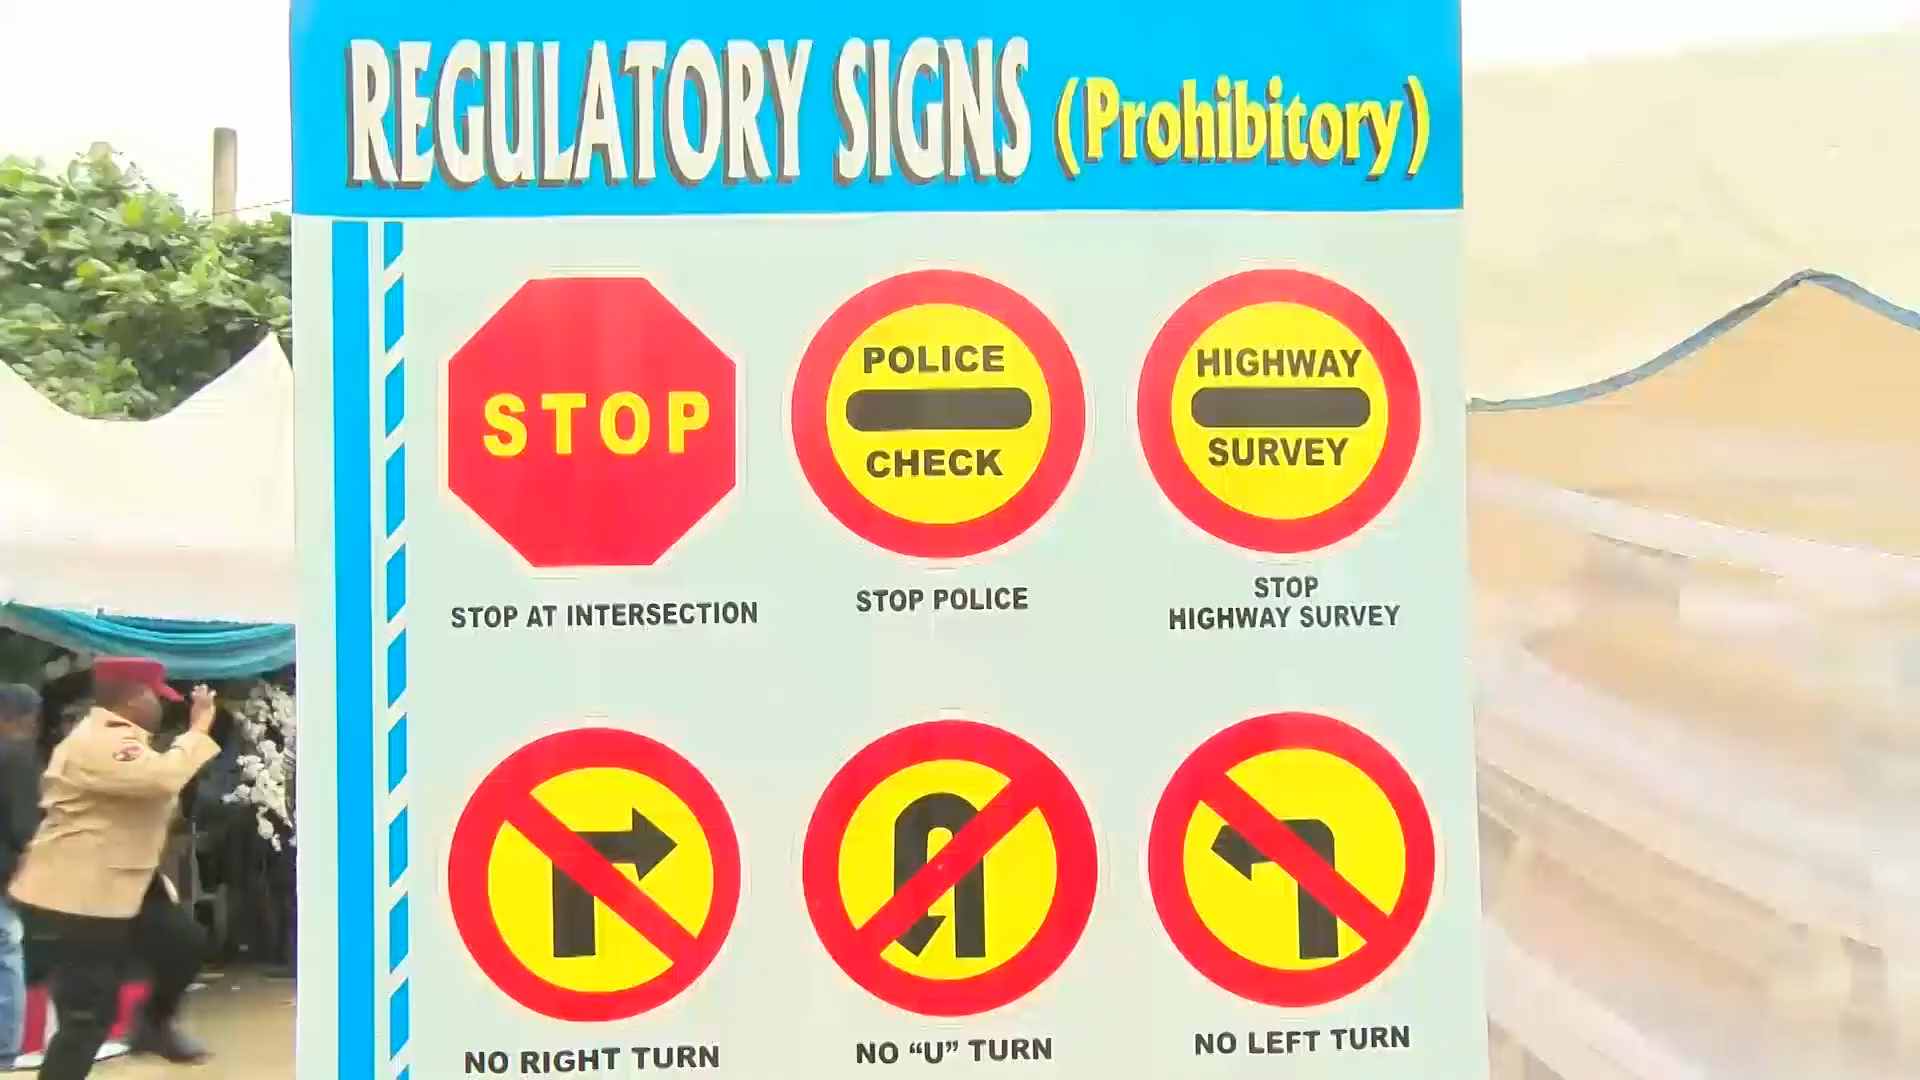 REGULATORY SIGNS (Prohibitory)
STOP
POLICE
CHECK
HIGHWAY
SURVEY
STOP AT INTERSECTION
STOP POLICE
STOP
HIGHWAY SURVEY
NO RIGHT TURN
NO “U” TURN
NO LEFT TURN